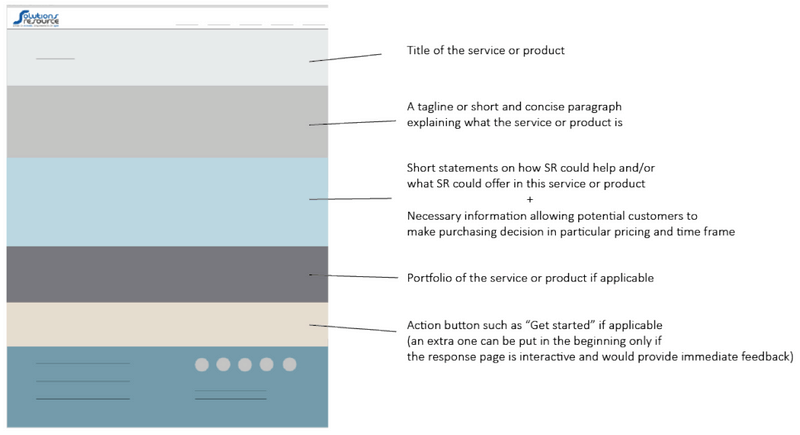 Solutions
resource
Title of the service or product
A tagline or short and concise paragraph
explaining what the service or product is
Short statements on how SR could help and/or
what SR could offer in this service or product
+
Necessary information allowing potential customers to
make purchasing decision in particular pricing and time frame
Portfolio of the service or product if applicable
Action button such as “Get started” if applicable
(an extra one can be put in the beginning only if
the response page is interactive and would provide immediate feedback)